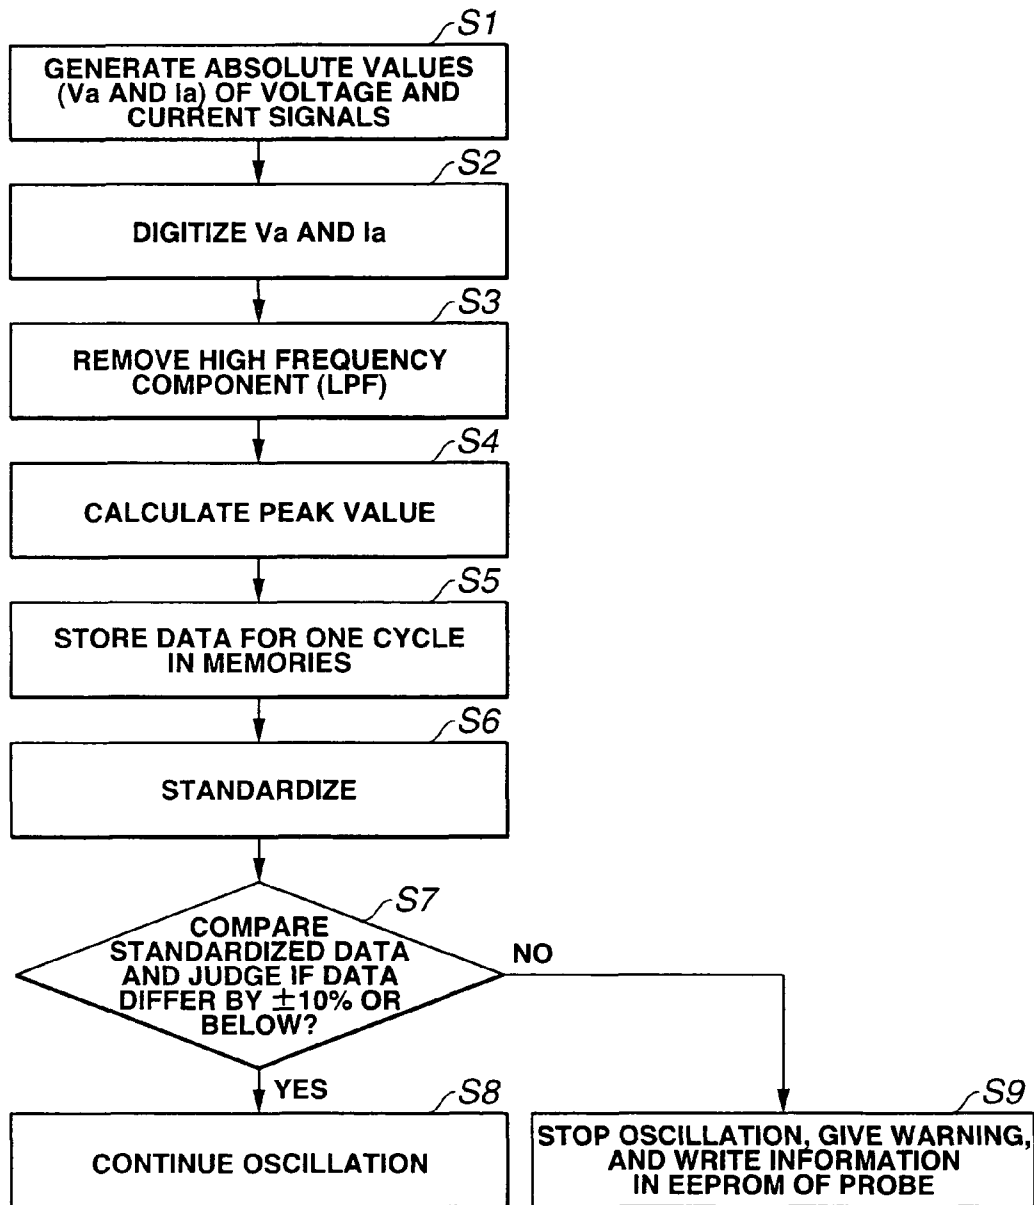 S1
GENERATE ABSOLUTE VALUES
(Va AND Ia) OF VOLTAGE AND
CURRENT SIGNALS
S2
DIGITIZE Va AND Ia
S3
REMOVE HIGH FREQUENCY
COMPONENT (LPF)
S4
CALCULATE PEAK VALUE
S5
STORE DATA FOR ONE CYCLE
IN MEMORIES
S6
STANDARDIZE
S7
COMPARE
STANDARDIZED DATA
AND JUDGE IF DATA
DIFFER BY ±10% OR
BELOW?
NO
YES
S8
CONTINUE OSCILLATION
S9
STOP OSCILLATION, GIVE WARNING,
AND WRITE INFORMATION
IN EEPROM OF PROBE